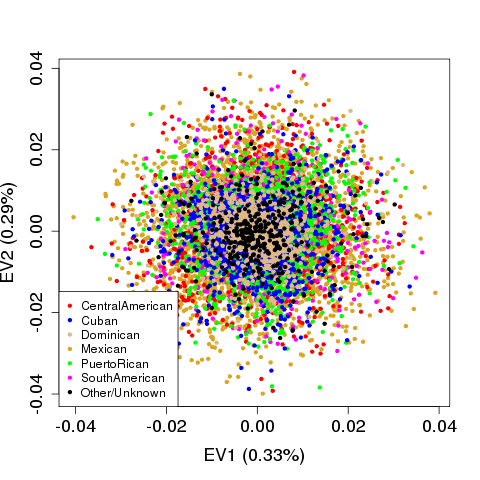 EV2 (0.29%)
0.04
0.02
0.00
-0.02
-0.04
CentralAmerican
Cuban
Dominican
Mexican
PuertoRican
SouthAmerican
Other/Unknown
-0.04 -0.02 0.00 0.02 0.04
EV1 (0.33%)